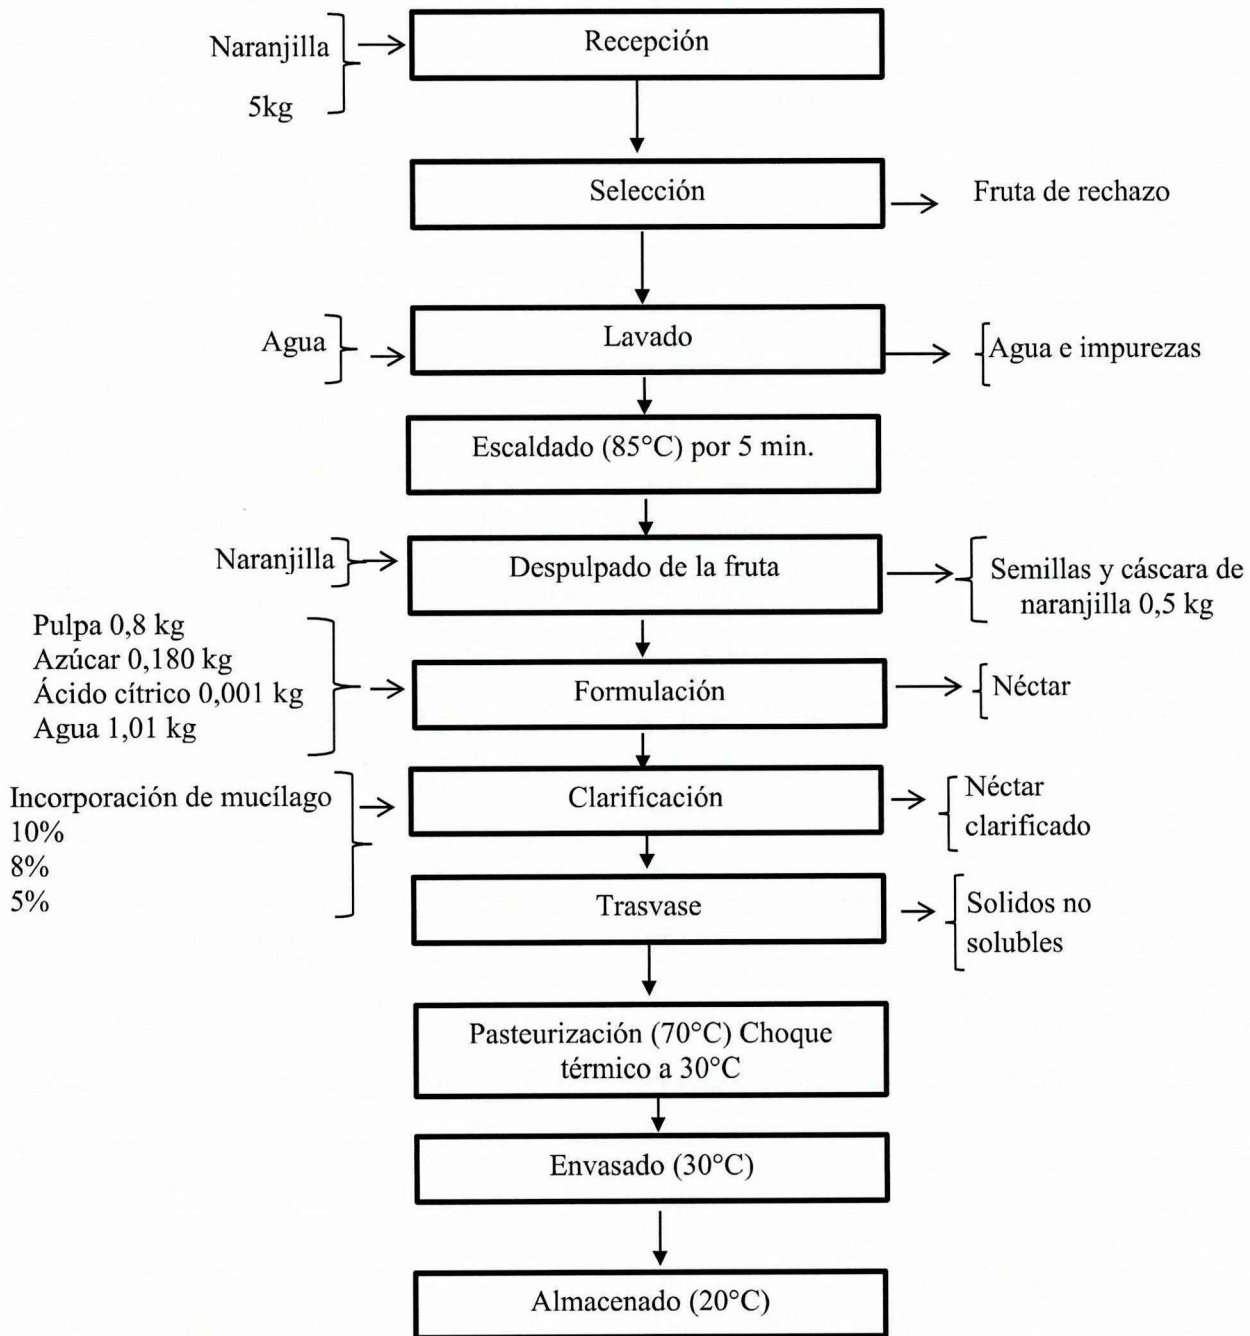 Naranjilla
5kg
Recepción
Selección
Fruta de rechazo
Agua
Lavado
Agua e impurezas
Escaldado (85°C) por 5 min.
Naranjilla
Despulpado de la fruta
Semillas y cáscara de
naranjilla 0,5 kg
Pulpa 0,8 kg
Azúcar 0,180 kg
Ácido cítrico 0,001 kg
Agua 1,01 kg
Formulación
Néctar
Incorporación de mucílago
10%
8%
5%
Clarificación
Néctar
clarificado
Trasvase
Solidos no
solubles
Pasteurización (70°C) Choque
térmico a 30°C
Envasado (30°C)
Almacenado (20°C)